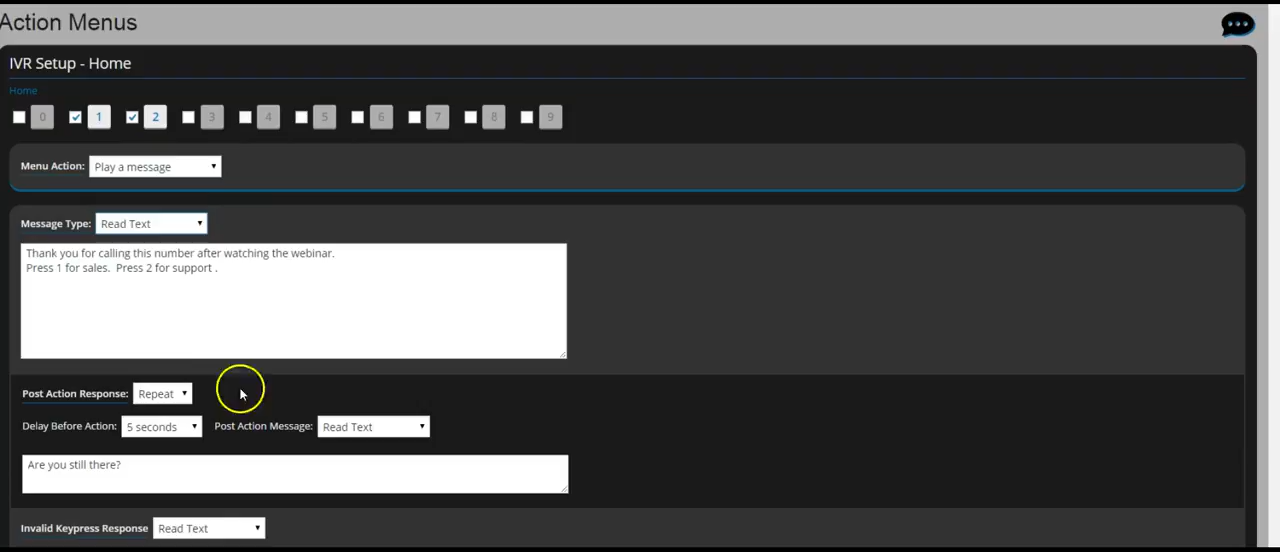 Action Menus
IVR Setup - Home
Home
0 1 2 3 4 5 6 7 8 9
Menu Action: Play a message
Message Type: Read Text
Thank you for calling this number after watching the webinar.
Press 1 for sales.  Press 2 for support .
Post Action Response: Repeat
Delay Before Action: 5 seconds Post Action Message: Read Text
Are you still there?
Invalid Keypress Response Read Text